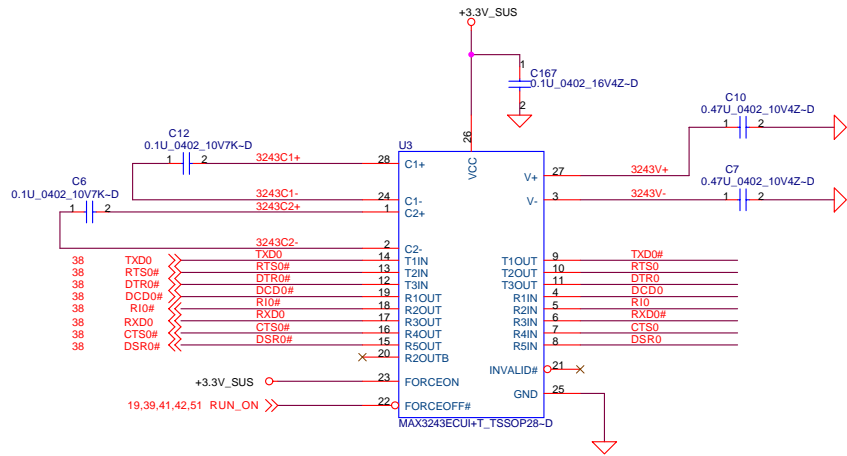 +3.3V_SUS
1
C167
0.1U_0402_16V4Z~D
2
C10
0.47U_0402_10V4Z~D
1 2
C12
0.1U_0402_10V7K~D
1 2
C6
0.1U_0402_10V7K~D
1 2
C7
0.47U_0402_10V4Z~D
1 2
U3
26
VCC
3243C1+ 28 C1+
3243C1- 24 C1-
3243C2+ 1 C2+
3243C2- 2 C2-
V+ 27 3243V+
V- 3 3243V-
38 TXD0 TXD0 14 T1IN
38 RTS0# RTS0# 13 T2IN
38 DTR0# DTR0# 12 T3IN
38 DCD0# DCD0# 19 R1OUT
38 RI0# RI0# 18 R2OUT
38 RXD0 RXD0 17 R3OUT
38 CTS0# CTS0# 16 R4OUT
38 DSR0# DSR0# 15 R5OUT
20 R2OUTB
T1OUT 9 TXD0#
T2OUT 10 RTS0
T3OUT 11 DTR0
R1IN 4 DCD0
R2IN 5 RI0
R3IN 6 RXD0#
R4IN 7 CTS0
R5IN 8 DSR0
INVALID# 21
+3.3V_SUS 23 FORCEON
GND 25
19,39,41,42,51 RUN_ON 22 FORCEOFF#
MAX3243ECUI+T_TSSOP28~D